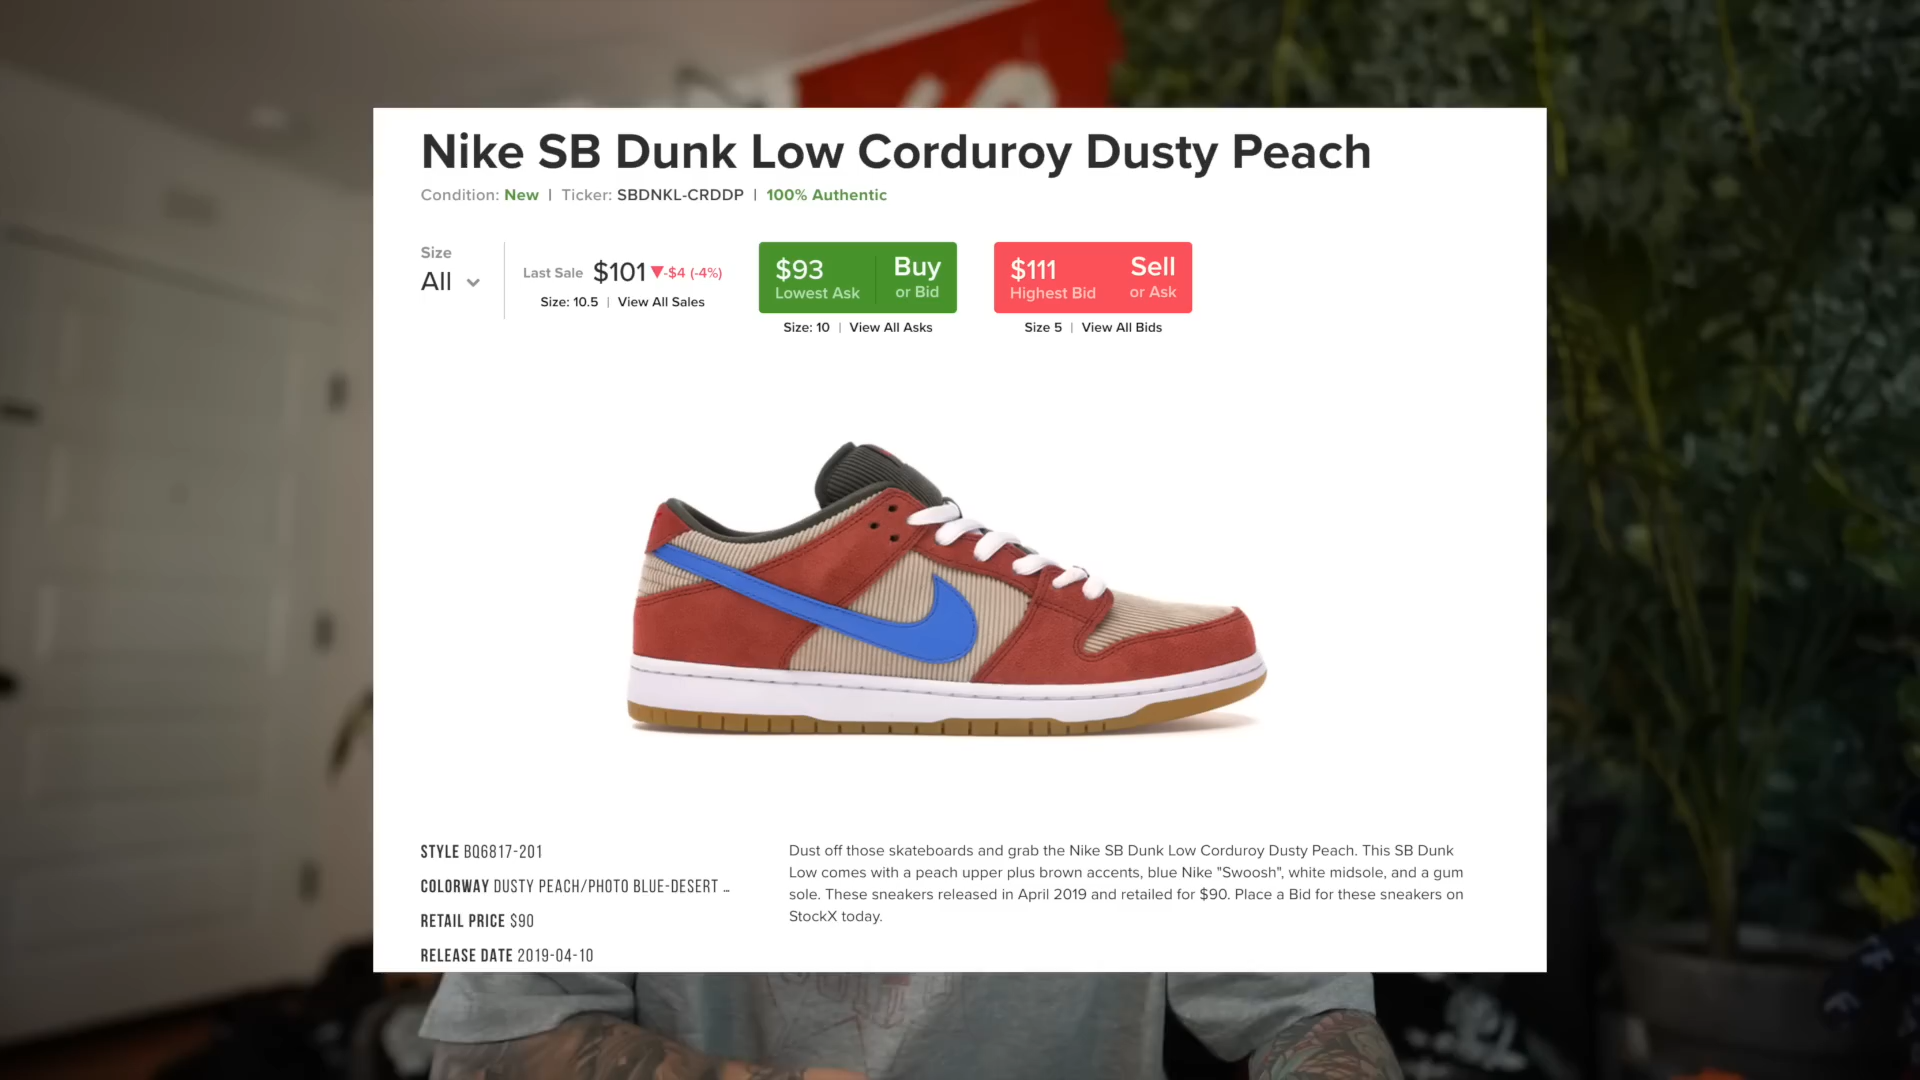 Nike SB Dunk Low Corduroy Dusty Peach
Condition: New | Ticker: SBDNKL-CRDDP | 100% Authentic
Size
All
Last Sale $101 ▼-$4 (-4%)
Size: 10.5 | View All Sales
$93 Buy
Lowest Ask or Bid
Size: 10 | View All Asks
$111 Sell
Highest Bid or Ask
Size 5 | View All Bids
STYLE BQ6817-201
COLORWAY DUSTY PEACH/PHOTO BLUE-DESERT ...
RETAIL PRICE $90
RELEASE DATE 2019-04-10
Dust off those skateboards and grab the Nike SB Dunk Low Corduroy Dusty Peach. This SB Dunk
Low comes with a peach upper plus brown accents, blue Nike "Swoosh", white midsole, and a gum
sole. These sneakers released in April 2019 and retailed for $90. Place a Bid for these sneakers on
StockX today.